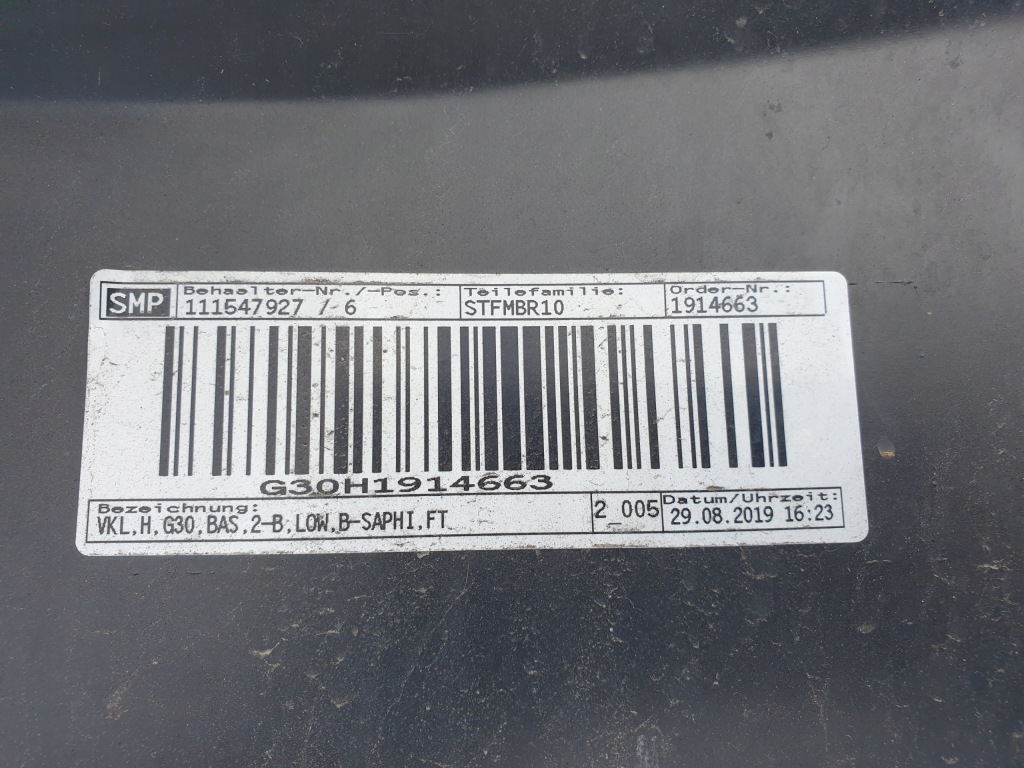 SMP
Behaelter-Nr./-Pos.: Teilefamilie: Order-Nr.:
111547927 / 6 STFMBR10 1914663
G30H1914663
Bezeichnung: 2_005 Datum/Uhrzeit:
VKL,H,G30,BAS,2-B,LOW,B-SAPHI,FT 29.08.2019 16:23